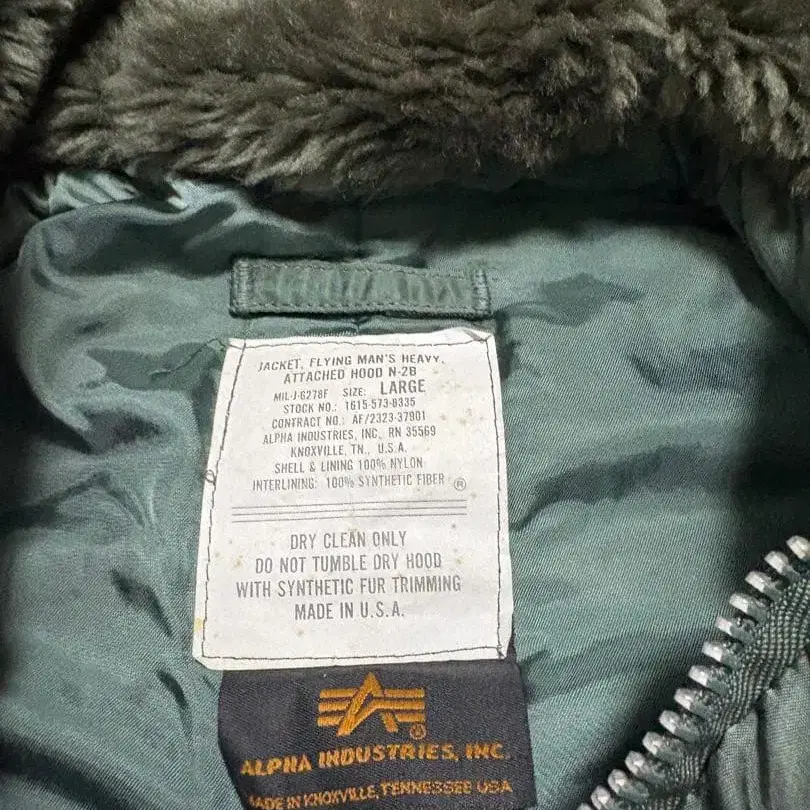 JACKET, FLYING MAN'S HEAVY,
ATTACHED HOOD N-2B
MIL-J-6278F SIZE: LARGE
STOCK NO.: 1615-573-8335
CONTRACT NO.: AF/2323-37901
ALPHA INDUSTRIES, INC. RN 35569
KNOXVILLE, TN., U.S.A.
SHELL & LINING 100% NYLON
INTERLINING: 100% SYNTHETIC FIBER ®
DRY CLEAN ONLY
DO NOT TUMBLE DRY HOOD
WITH SYNTHETIC FUR TRIMMING
MADE IN U.S.A.
®
ALPHA INDUSTRIES, INC.
MADE IN KNOXVILLE, TENNESSEE USA